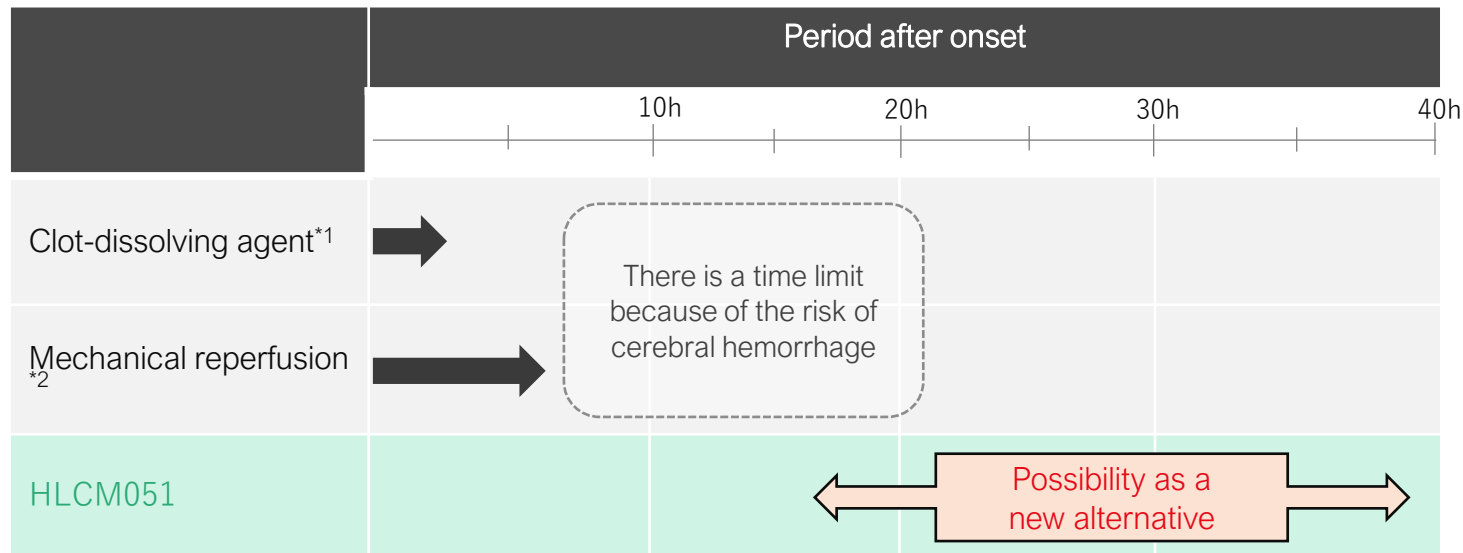 Period after onset
10h 20h 30h 40h
Clot-dissolving agent*1
There is a time limit
because of the risk of
cerebral hemorrhage
Mechanical reperfusion
*2
HLCM051
Possibility as a
new alternative